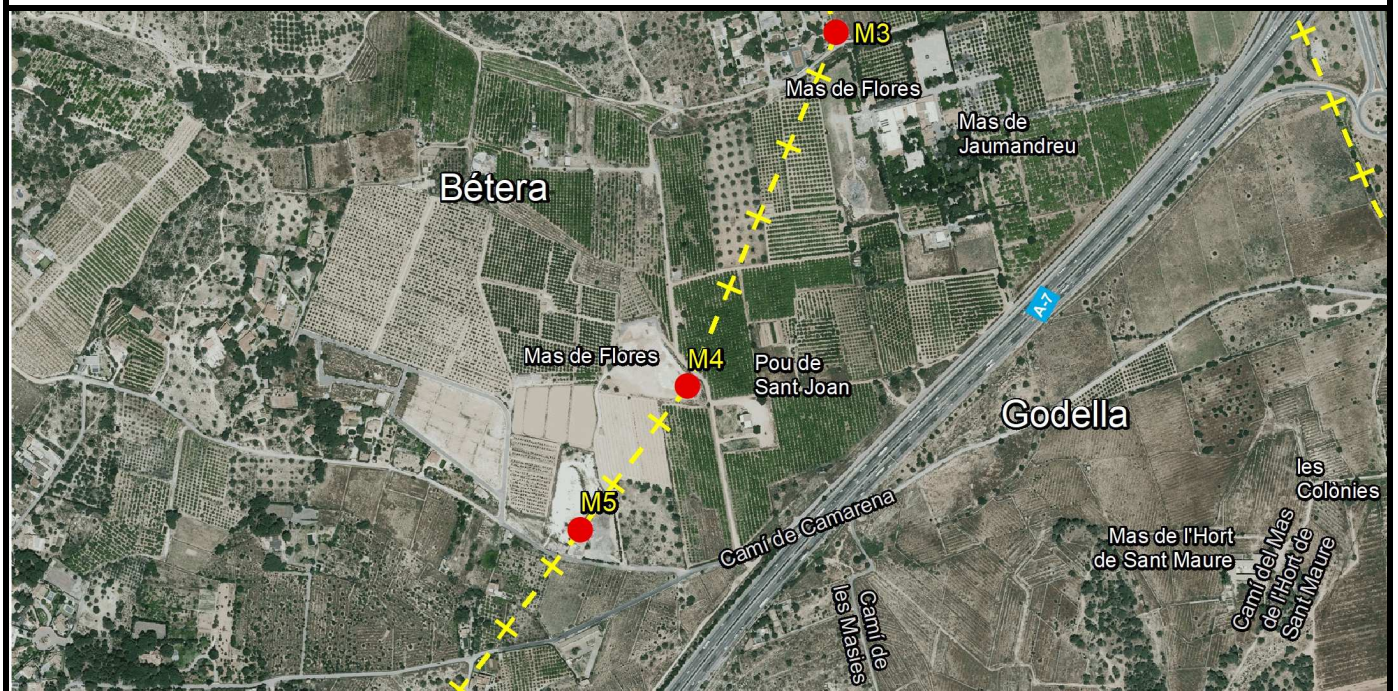 M3
Mas de Flores
Mas de
Jaumandreu
Bétera
A-7
Mas de Flores
M4
Pou de
Sant Joan
Godella
les
Colònies
M5
Camí de Camarena
Mas de l'Hort
de Sant Maure
Camí del Mas
de l'Hort de
Sant Maure
Camí de
les Masies